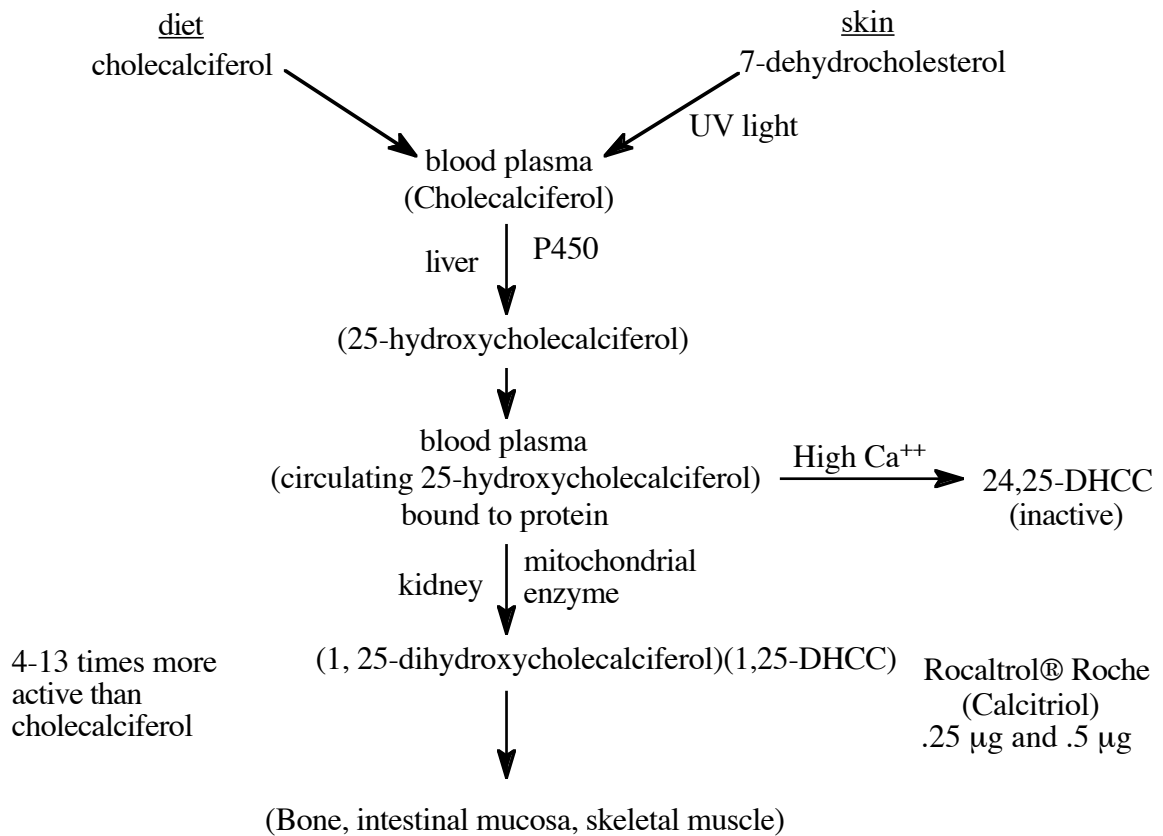 diet
cholecalciferol
skin
7-dehydrocholesterol
UV light
blood plasma
(Cholecalciferol)
liver
P450
(25-hydroxycholecalciferol)
blood plasma
(circulating 25-hydroxycholecalciferol)
bound to protein
High Ca⁺⁺
24,25-DHCC
(inactive)
kidney
mitochondrial
enzyme
4-13 times more
active than
cholecalciferol
(1, 25-dihydroxycholecalciferol)(1,25-DHCC)
Rocaltrol® Roche
(Calcitriol)
.25 μg and .5 μg
(Bone, intestinal mucosa, skeletal muscle)